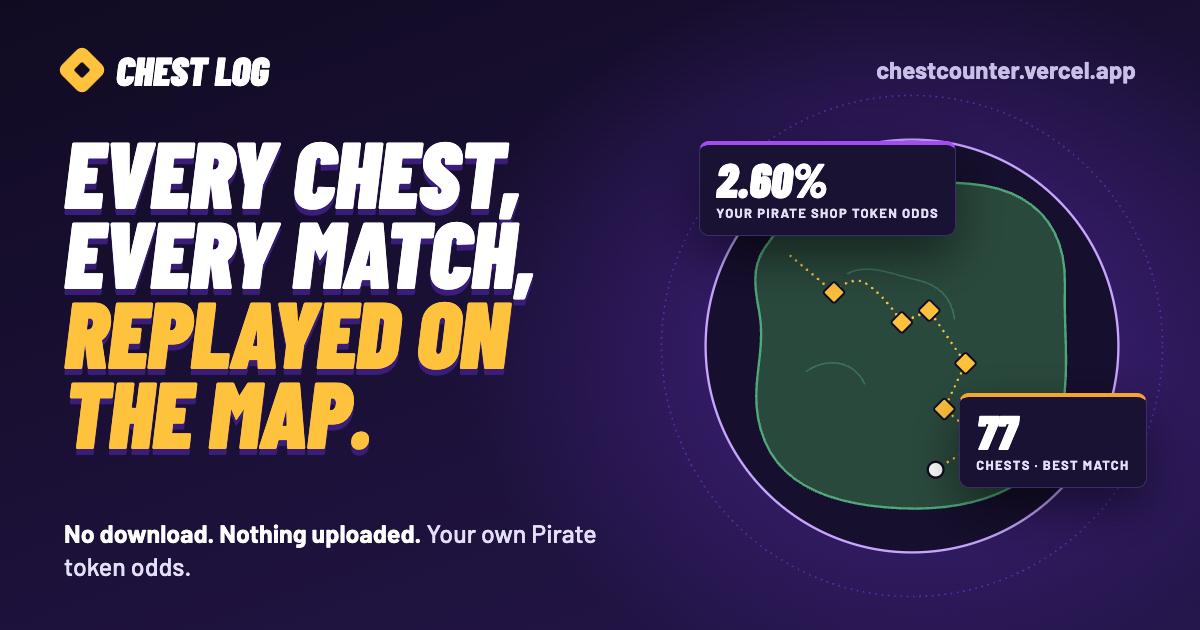 CHEST LOG
chestcounter.vercel.app
EVERY CHEST,
EVERY MATCH,
REPLAYED ON
THE MAP.
2.60%
YOUR PIRATE SHOP TOKEN ODDS
77
CHESTS · BEST MATCH
No download. Nothing uploaded. Your own Pirate
token odds.